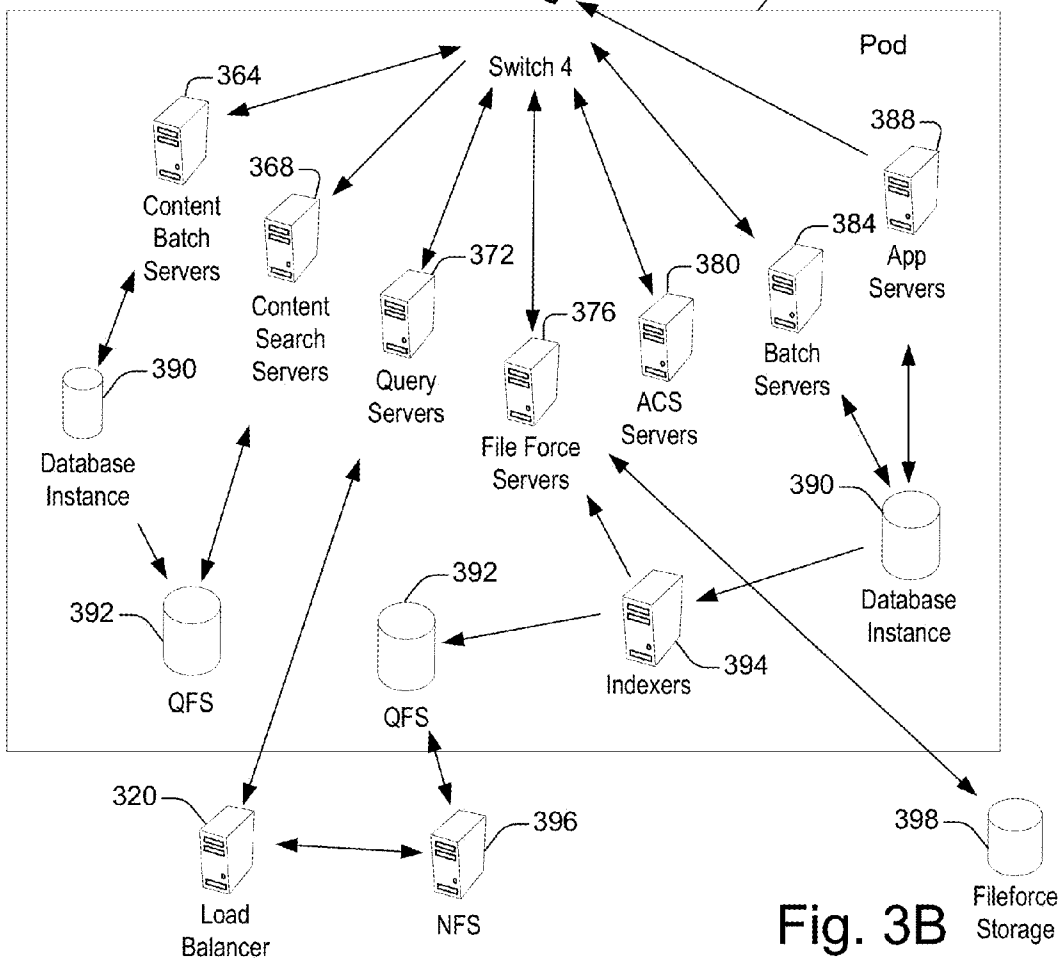 Pod
Switch 4
364
388
Content
Batch
Servers
368
384
App
Servers
372
380
Content
Search
Servers
376
Batch
Servers
390
Query
Servers
ACS
Servers
File Force
Servers
Database
Instance
390
392
392
Database
Instance
394
Indexers
QFS
QFS
320
396
398
Load
Balancer
NFS
Fileforce
Storage
Fig. 3B